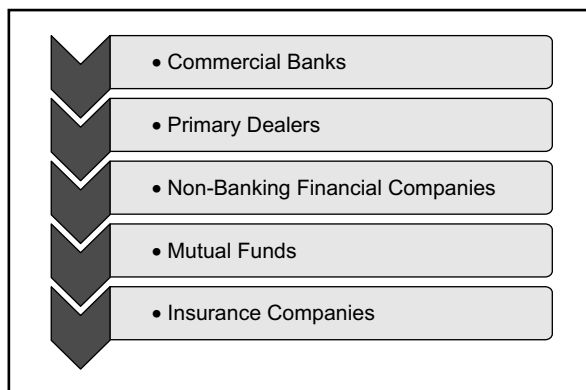 • Commercial Banks
• Primary Dealers
• Non-Banking Financial Companies
• Mutual Funds
• Insurance Companies